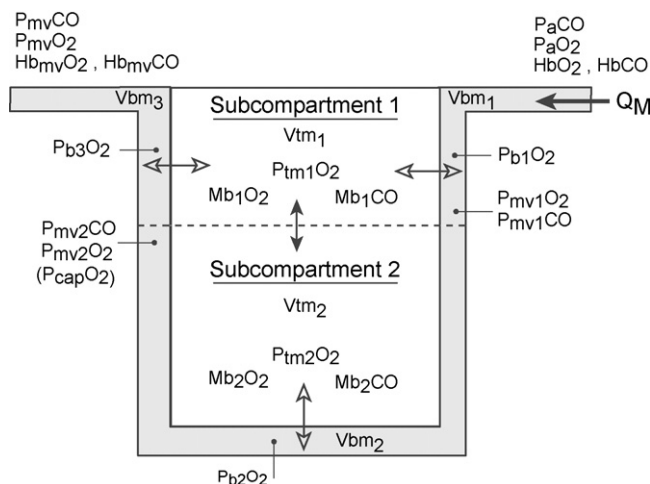 PmvCO
PmvO2
HbmvO2 , HbmvCO
PaCO
PaO2
HbO2 , HbCO
Vbm3
Subcompartment 1
Vbm1
QM
Vtm1
Pb3O2
Ptm1O2
Pb1O2
Mb1O2
Mb1CO
Pmv1O2
Pmv1CO
Pmv2CO
Pmv2O2
(PcapO2)
Subcompartment 2
Vtm2
Ptm2O2
Mb2O2
Mb2CO
Vbm2
Pb2O2